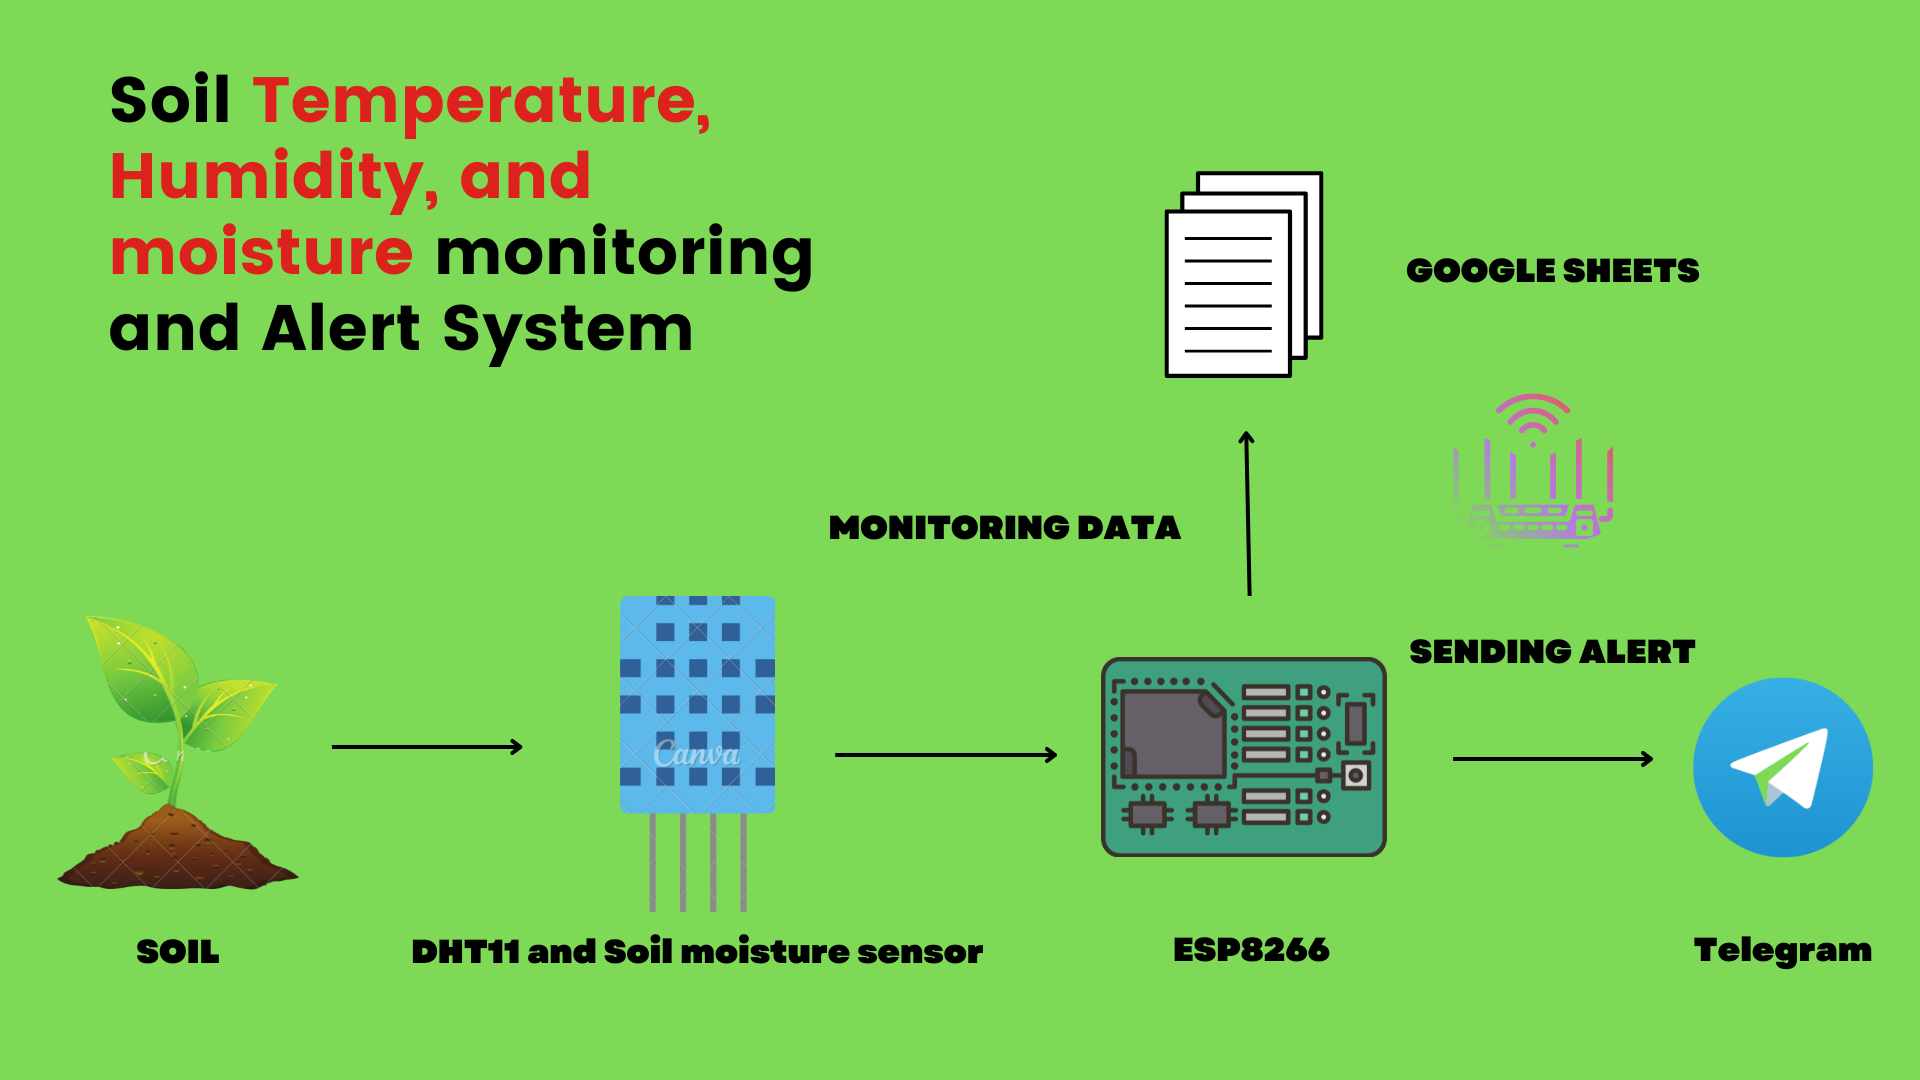 Soil Temperature,
Humidity, and
moisture monitoring
and Alert System
GOOGLE SHEETS
MONITORING DATA
SENDING ALERT
Canva
SOIL
DHT11 and Soil moisture sensor
ESP8266
Telegram